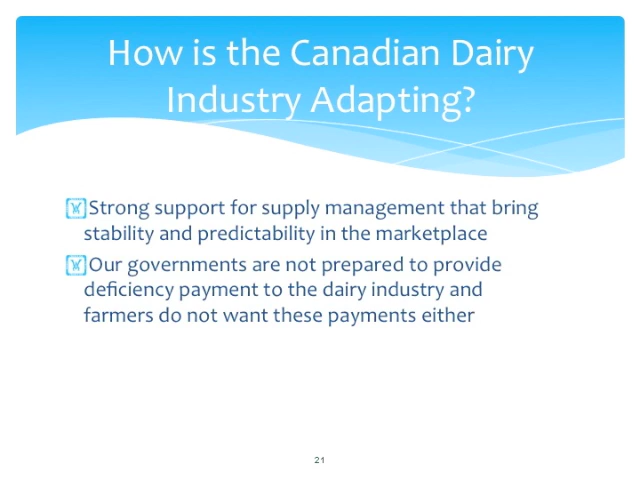 How is the Canadian Dairy
Industry Adapting?
Strong support for supply management that bring
stability and predictability in the marketplace
Our governments are not prepared to provide
deficiency payment to the dairy industry and
farmers do not want these payments either
21